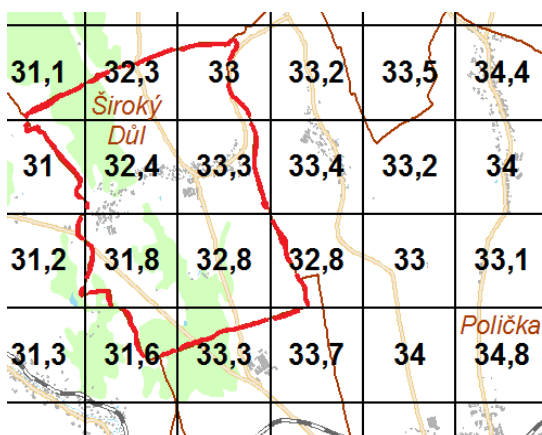 31,1 32,3 33 33,2 33,5 34,4
Široký
Důl
31 32,4 33,3 33,4 33,2 34
31,2 31,8 32,8 32,8 33 33,1
Polička
31,3 31,6 33,3 33,7 34 34,8